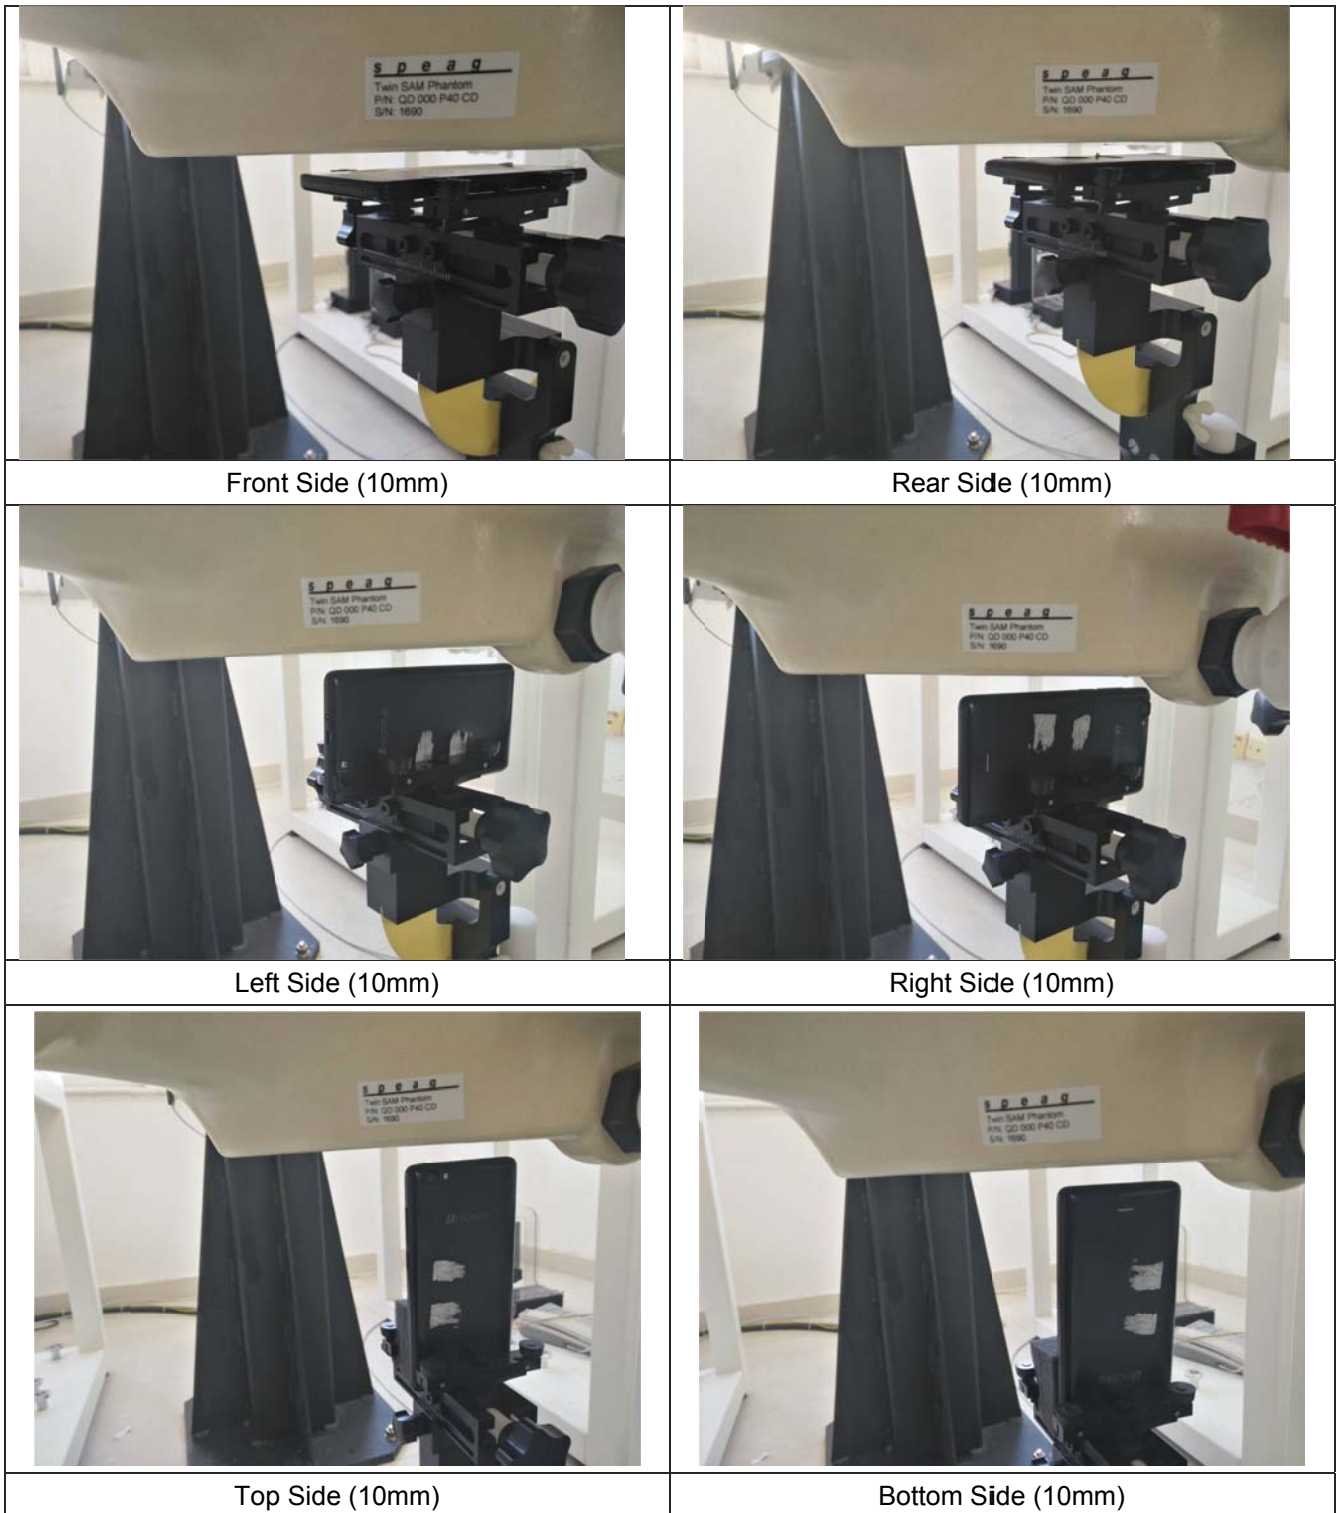 speag
Twin SAM Phantom
P/N: QD 000 P40 CD
S/N: 1690
speag
Twin SAM Phantom
P/N: QD 000 P40 CD
S/N: 1690
Front Side (10mm)
Rear Side (10mm)
speag
Twin SAM Phantom
P/N: QD 000 P40 CD
S/N: 1690
speag
Twin SAM Phantom
P/N: QD 000 P40 CD
S/N: 1690
Left Side (10mm)
Right Side (10mm)
speag
Twin SAM Phantom
P/N: QD 000 P40 CD
S/N: 1690
speag
Twin SAM Phantom
P/N: QD 000 P40 CD
S/N: 1690
Top Side (10mm)
Bottom Side (10mm)